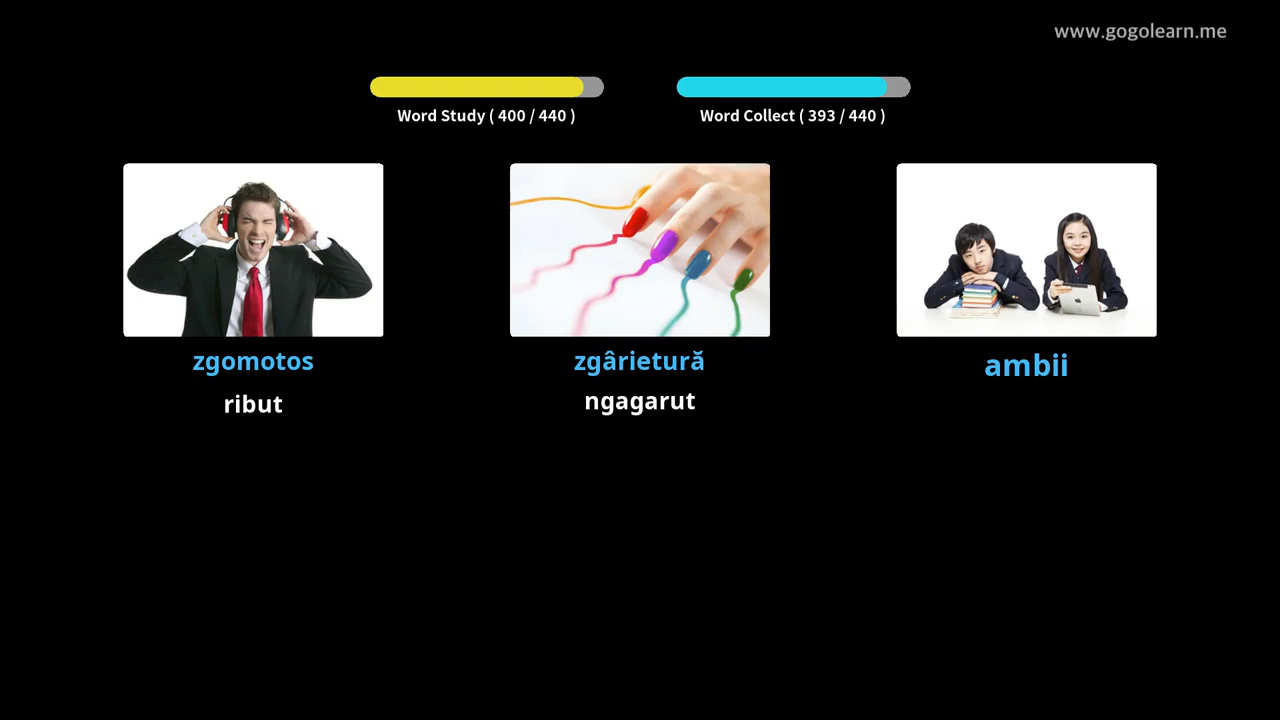 www.gogolearn.me
Word Study ( 400 / 440 )
Word Collect ( 393 / 440 )
zgomotos
ribut
zgârietură
ngagarut
ambii